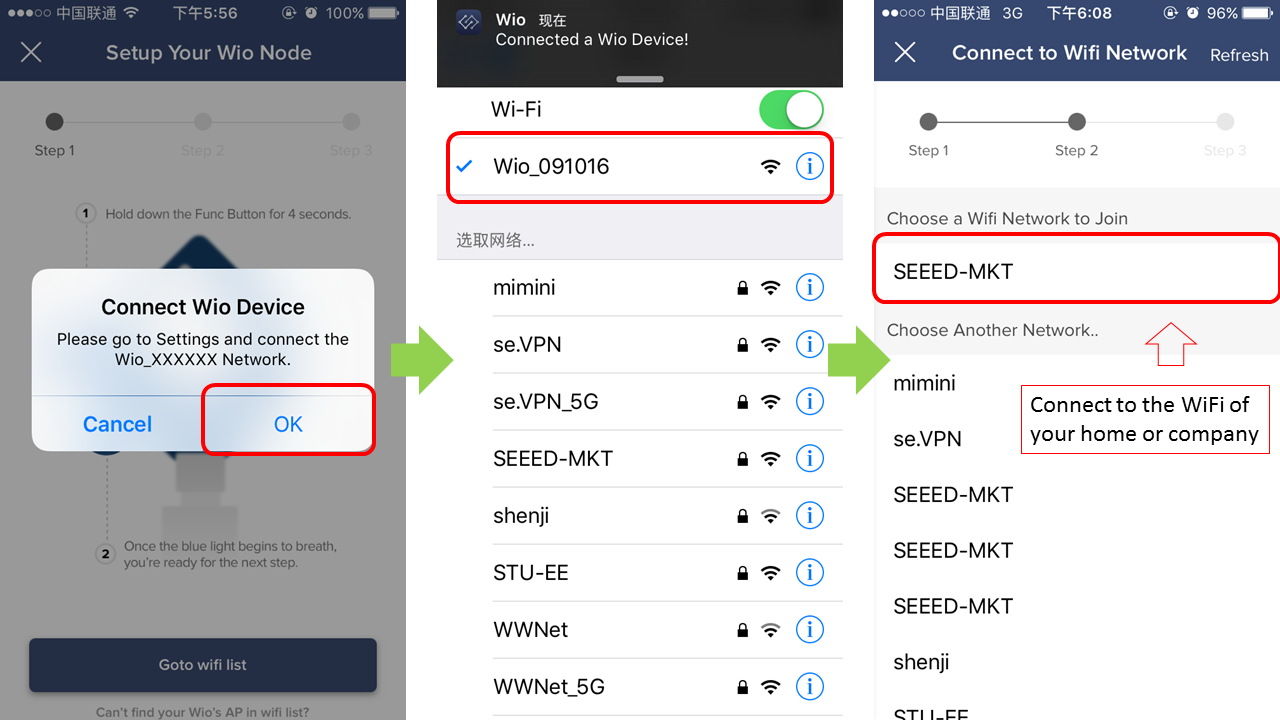 中国联通 下午5:56 100%
Setup Your Wio Node
Step 1 Step 2 Step 3
1 Hold down the Func Button for 4 seconds.
Connect Wio Device
Please go to Settings and connect the
Wio_XXXXXX Network.
Cancel OK
2 Once the blue light begins to breath,
you're ready for the next step.
Goto wifi list
Can't find your Wio's AP in wifi list?
Wio 现在
Connected a Wio Device!
Wi-Fi
Wio_091016
选取网络...
mimini
se.VPN
se.VPN_5G
SEEED-MKT
shenji
STU-EE
WWNet
WWNet_5G
中国联通 3G 下午6:08 96%
Connect to Wifi Network Refresh
Step 1 Step 2 Step 3
Choose a Wifi Network to Join
SEEED-MKT
Choose Another Network..
mimini
Connect to the WiFi of
your home or company
se.VPN
SEEED-MKT
SEEED-MKT
SEEED-MKT
shenji
STU-EE